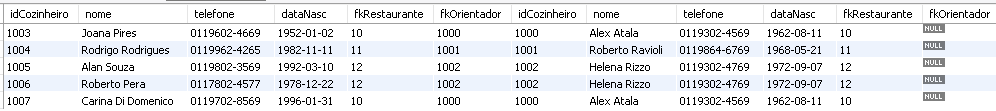 idCozinheiro nome telefone dataNasc fkRestaurante fkOrientador idCozinheiro nome telefone dataNasc fkRestaurante fkOrientador
1003 Joana Pires 0119602-4669 1952-01-02 10 1000 1000 Alex Atala 0119302-4569 1962-08-11 10 NULL
1004 Rodrigo Rodrigues 0119962-4265 1982-11-11 11 1001 1001 Roberto Ravioli 0119864-6769 1968-05-21 11 NULL
1005 Alan Souza 0119802-3569 1992-03-10 12 1002 1002 Helena Rizzo 0119302-4769 1972-09-07 12 NULL
1006 Roberto Pera 0117802-4577 1978-12-22 12 1002 1002 Helena Rizzo 0119302-4769 1972-09-07 12 NULL
1007 Carina Di Domenico 0119702-8569 1996-01-31 10 1000 1000 Alex Atala 0119302-4569 1962-08-11 10 NULL